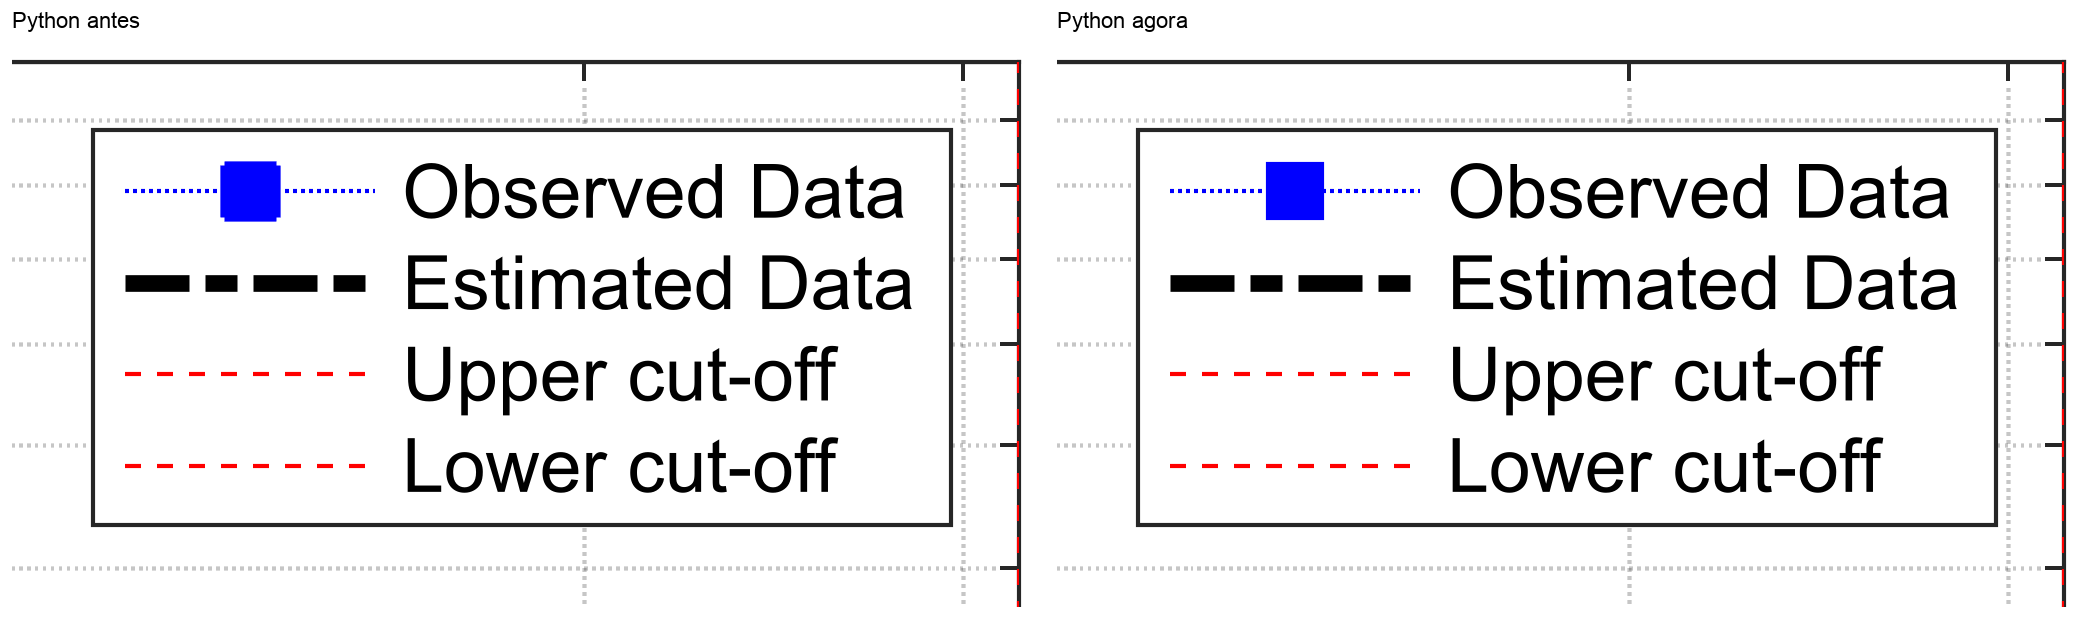 Python antes
Observed Data
Estimated Data
Upper cut-off
Lower cut-off
Python agora
Observed Data
Estimated Data
Upper cut-off
Lower cut-off